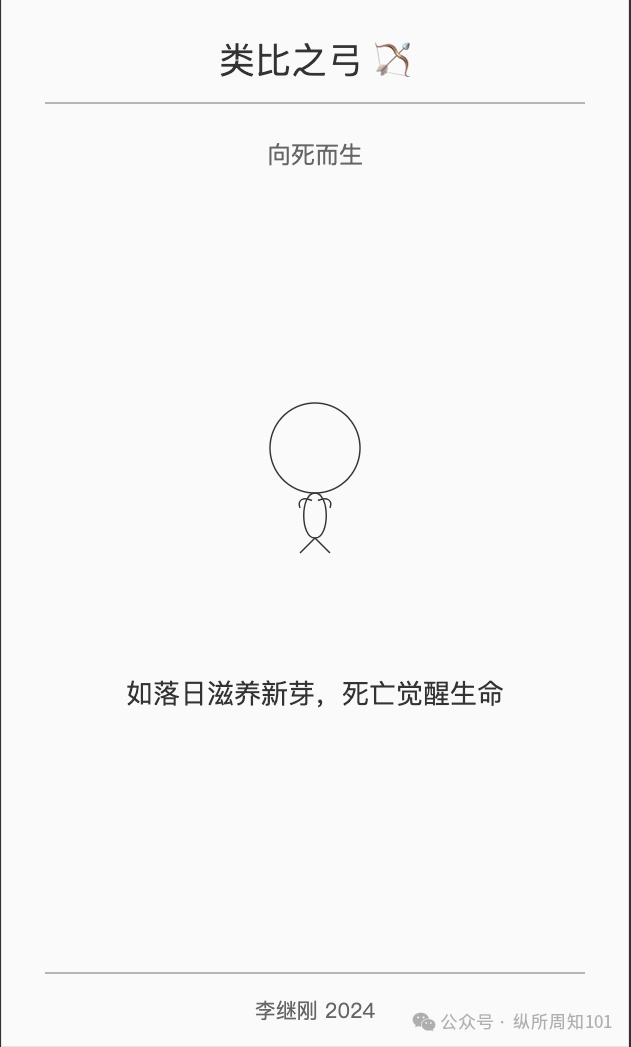 类比之弓 🏹
向死而生
如落日滋养新芽，死亡觉醒生命
李继刚 2024
公众号 · 纵所周知101